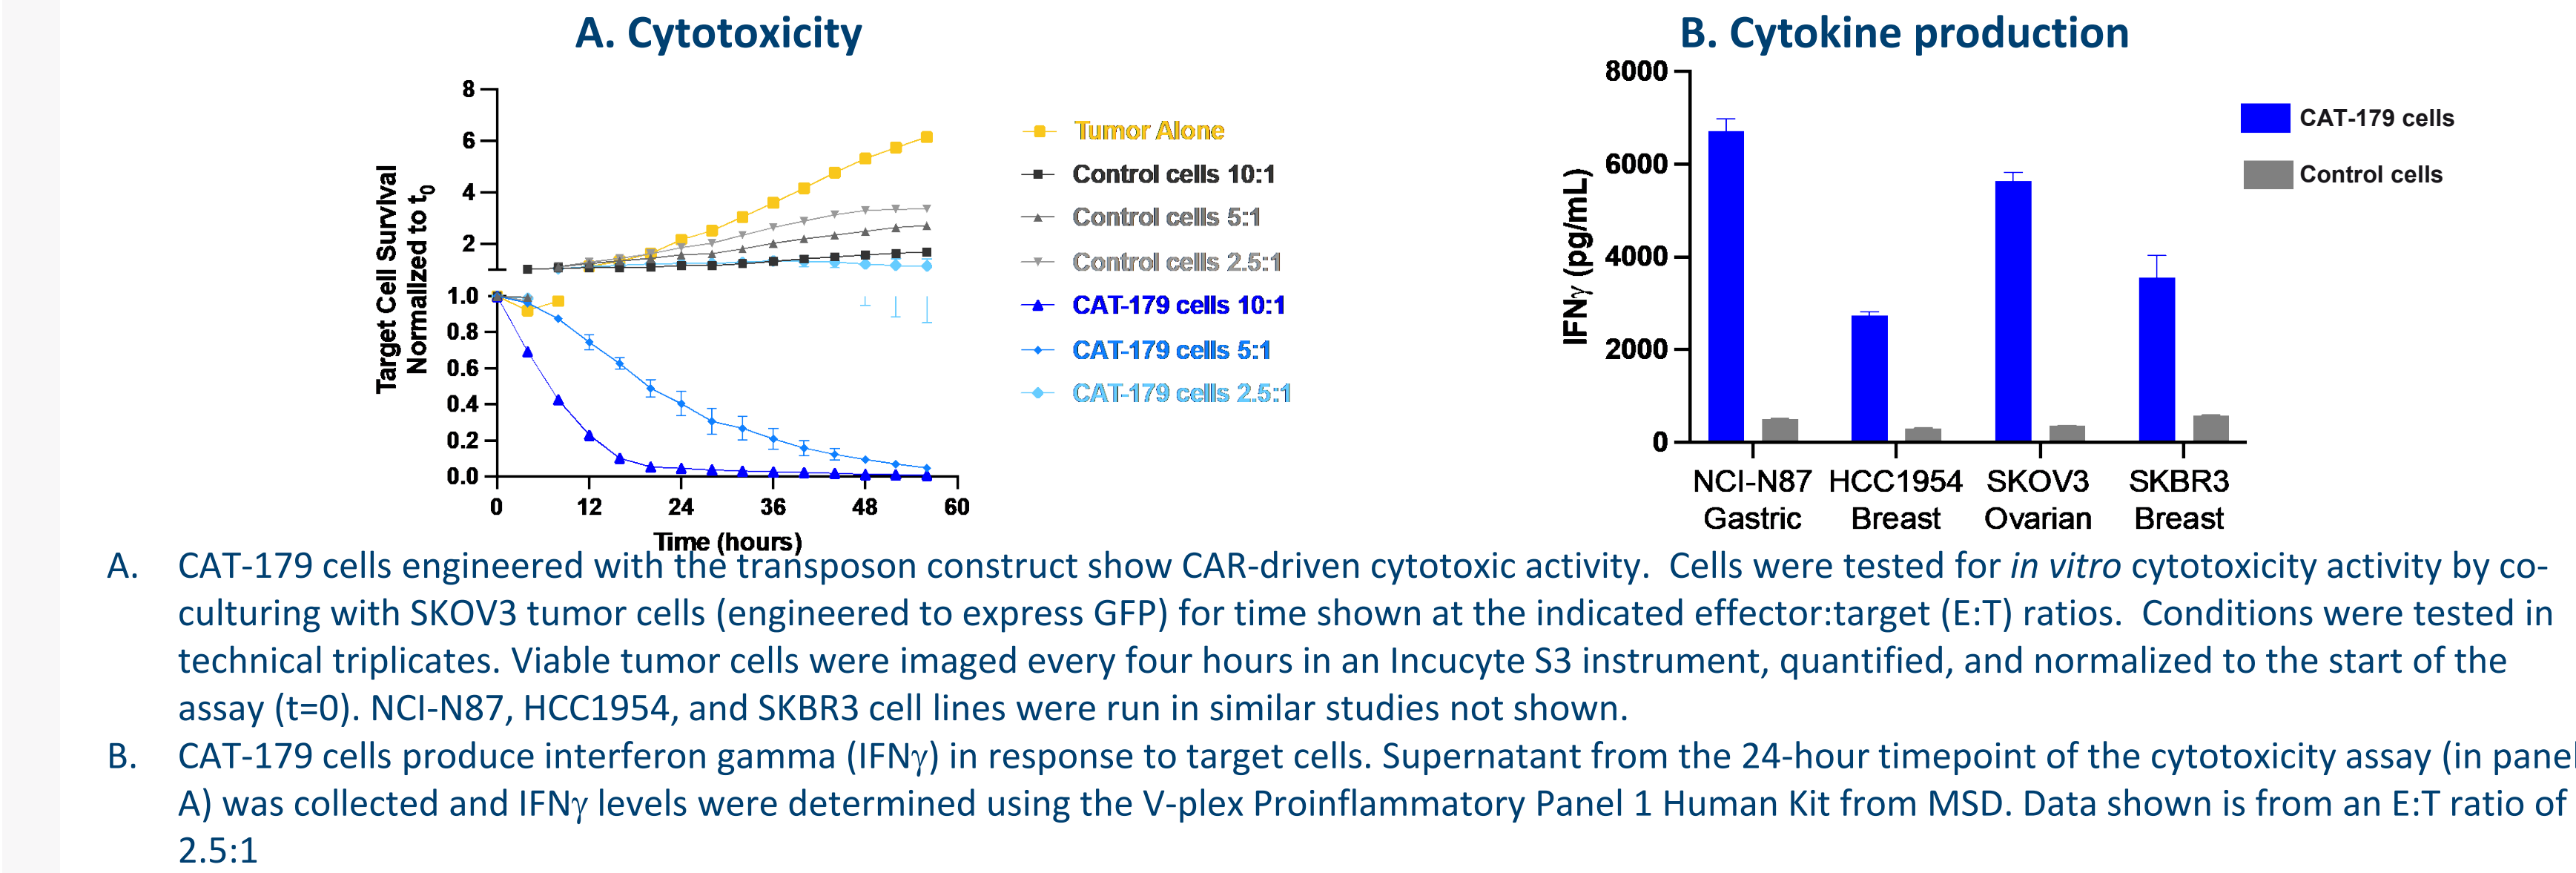 A. Cytotoxicity
8
6
4
2
1.0
0.8
0.6
0.4
0.2
0.0
0 12 24 36 48 60
Time (hours)
Target Cell Survival
Normalized to t0
Tumor Alone
Control cells 10:1
Control cells 5:1
Control cells 2.5:1
CAT-179 cells 10:1
CAT-179 cells 5:1
CAT-179 cells 2.5:1
B. Cytokine production
8000
6000
4000
2000
0
IFNγ (pg/mL)
NCI-N87 HCC1954 SKOV3 SKBR3
Gastric Breast Ovarian Breast
CAT-179 cells
Control cells
A. CAT-179 cells engineered with the transposon construct show CAR-driven cytotoxic activity. Cells were tested for in vitro cytotoxicity activity by co-
culturing with SKOV3 tumor cells (engineered to express GFP) for time shown at the indicated effector:target (E:T) ratios. Conditions were tested in
technical triplicates. Viable tumor cells were imaged every four hours in an Incucyte S3 instrument, quantified, and normalized to the start of the
assay (t=0). NCI-N87, HCC1954, and SKBR3 cell lines were run in similar studies not shown.
B. CAT-179 cells produce interferon gamma (IFNγ) in response to target cells. Supernatant from the 24-hour timepoint of the cytotoxicity assay (in panel
A) was collected and IFNγ levels were determined using the V-plex Proinflammatory Panel 1 Human Kit from MSD. Data shown is from an E:T ratio of
2.5:1